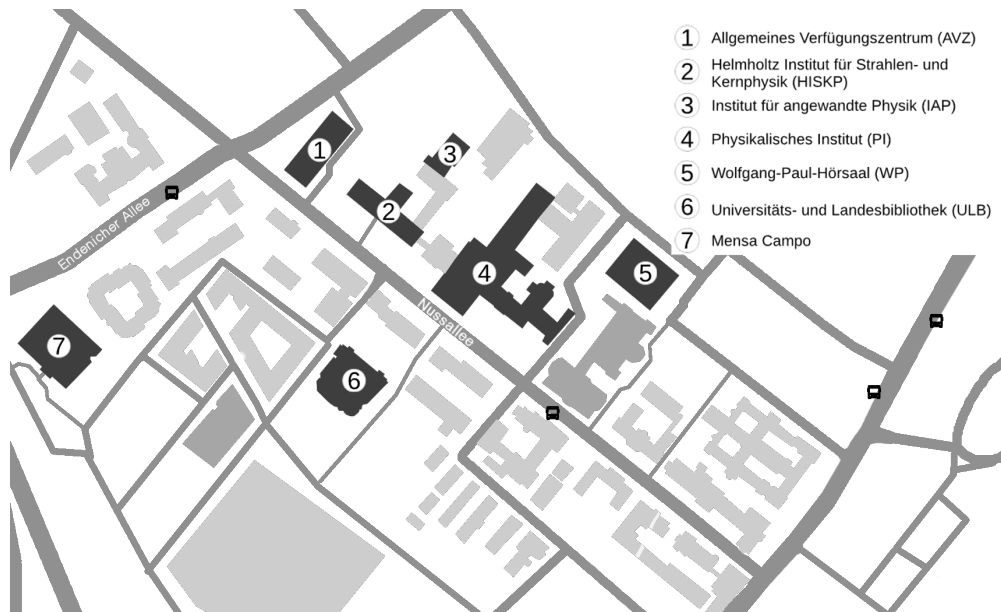 1 Allgemeines Verfügungszentrum (AVZ)
2 Helmholtz Institut für Strahlen- und
Kernphysik (HISKP)
3 Institut für angewandte Physik (IAP)
4 Physikalisches Institut (PI)
5 Wolfgang-Paul-Hörsaal (WP)
6 Universitäts- und Landesbibliothek (ULB)
7 Mensa Campo
1
3
2
Endenicher Allee
4
5
Nussallee
7
6